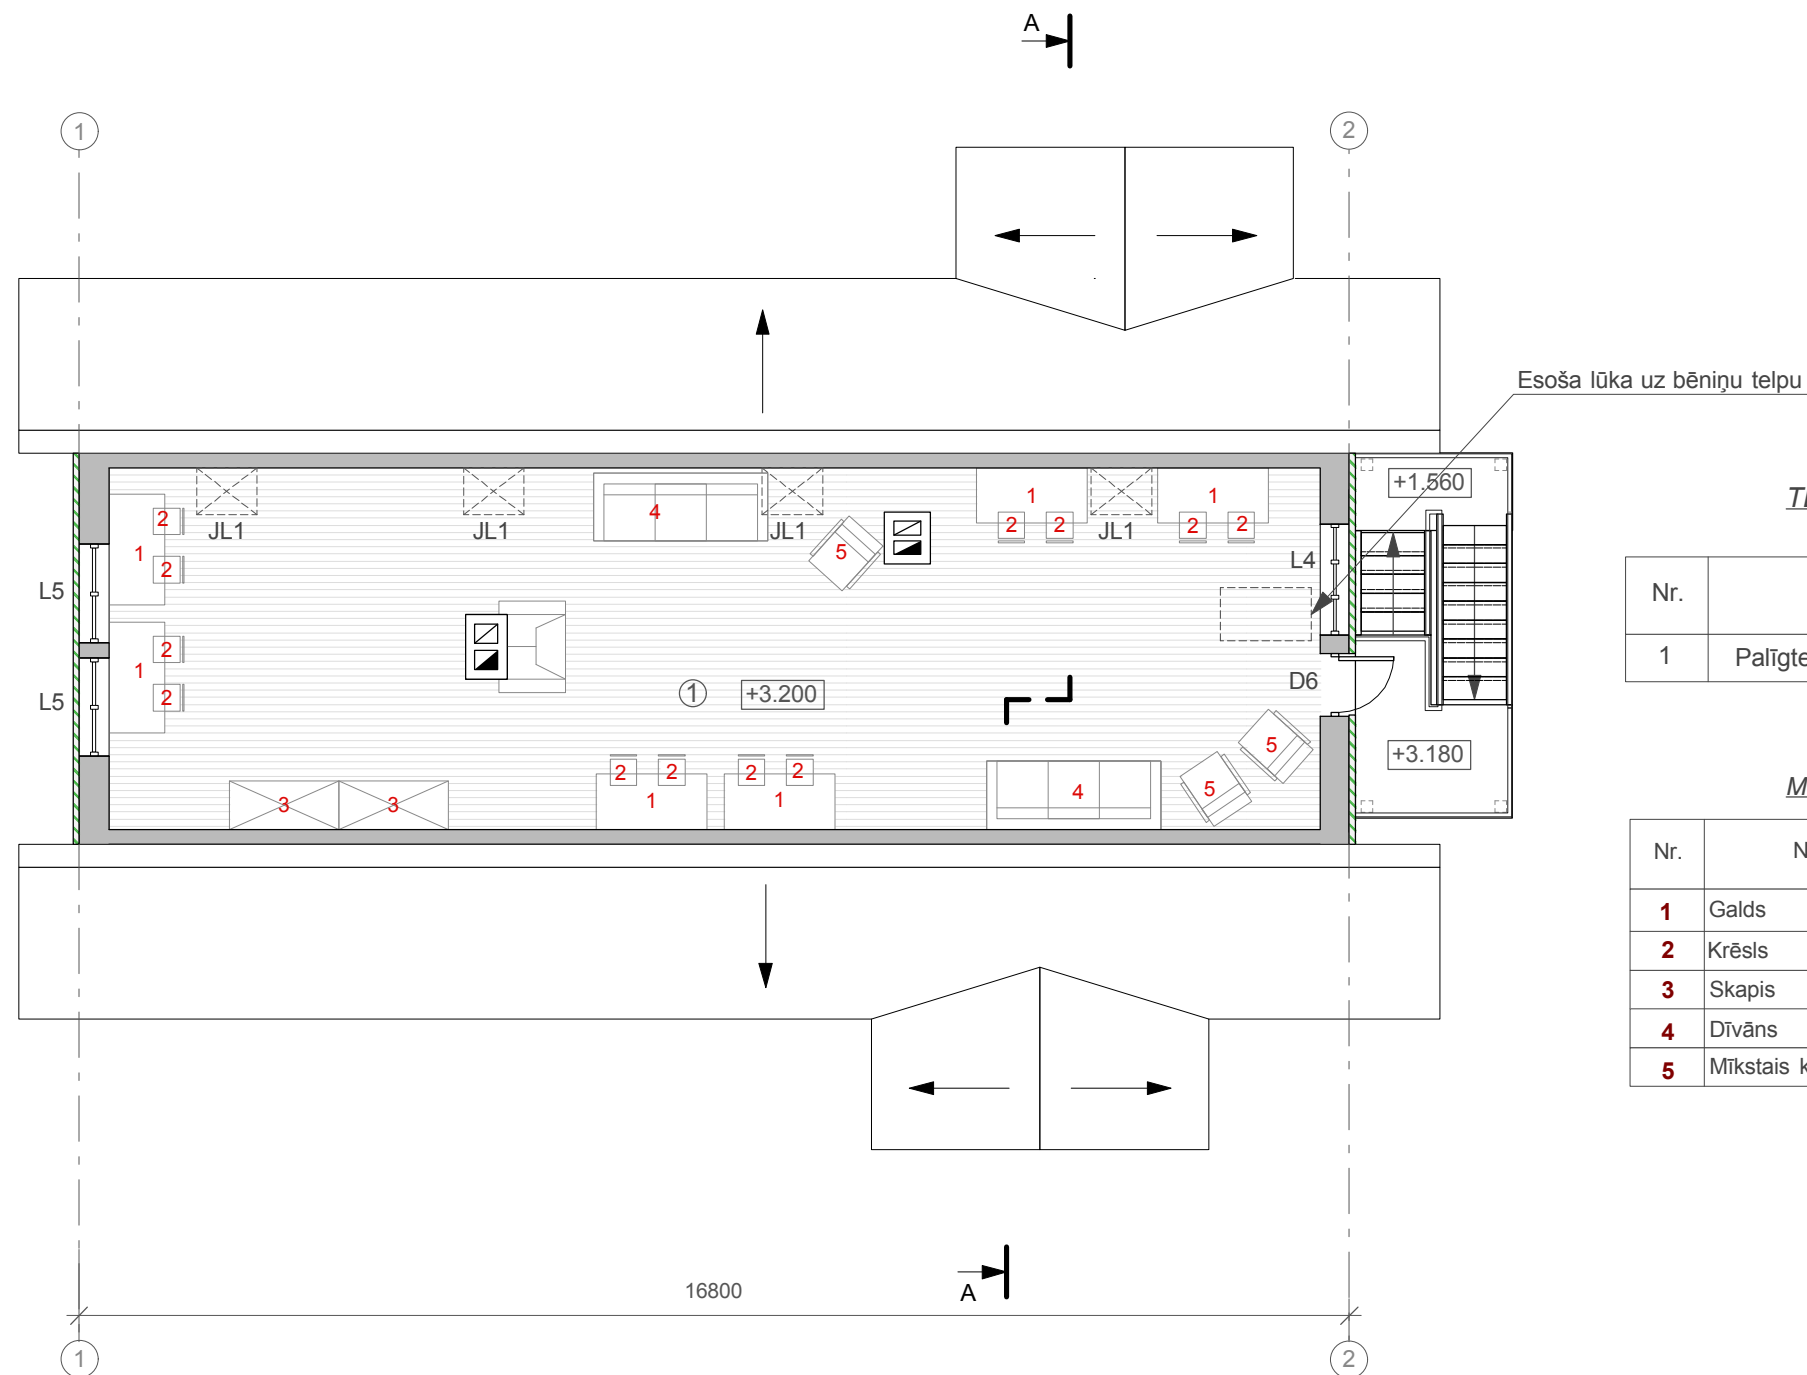 A
1
2
Esoša lūka uz bēniņu telpu
+1.560
JL1
JL1
JL1
JL1
4
1
1
2
2
2
2
2
1
2
5
L4
L5
2
1
2
L5
1
+3.200
D6
+3.180
5
5
4
2
2
2
2
1
1
3
3
Nr.
1
Palīgte
Nr.
1 Galds
2 Krēsls
3 Skapis
4 Dīvāns
5 Mīkstais
16800
A
1
2